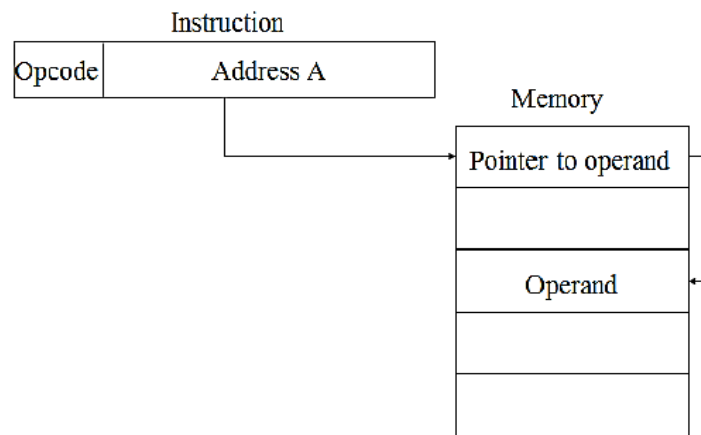 Instruction
Opcode
Address A
Memory
Pointer to operand
Operand